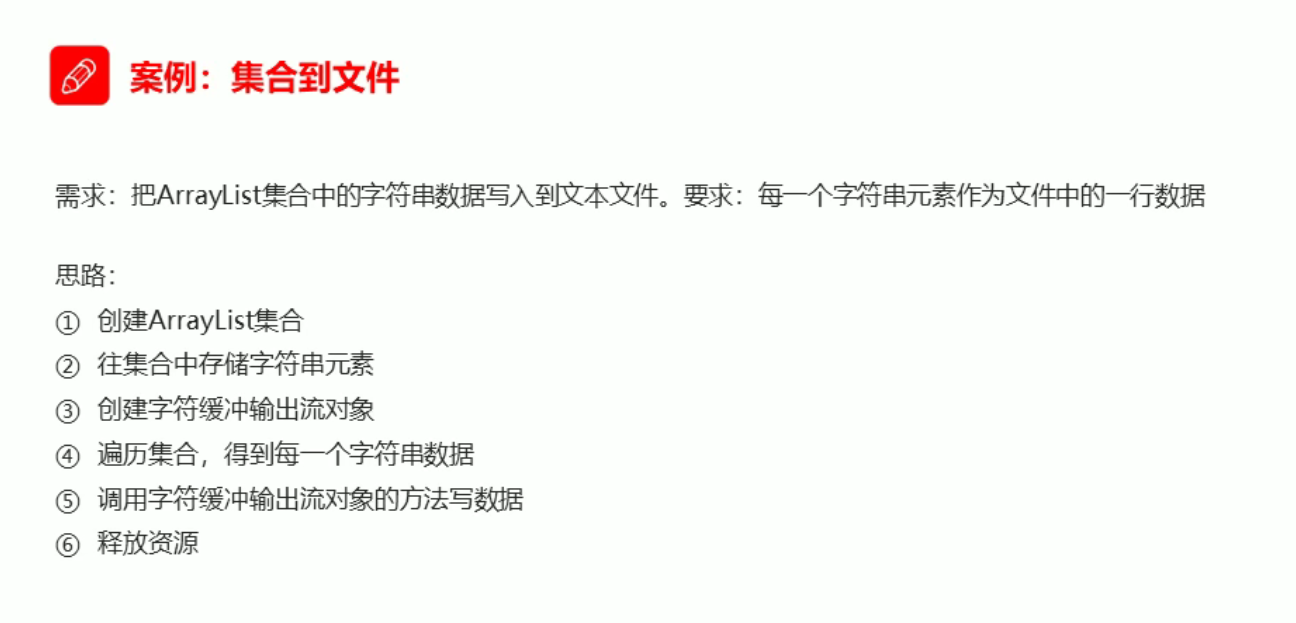 案例：集合到文件
需求：把ArrayList集合中的字符串数据写入到文本文件。要求：每一个字符串元素作为文件中的一行数据
思路：
① 创建ArrayList集合
② 往集合中存储字符串元素
③ 创建字符缓冲输出流对象
④ 遍历集合，得到每一个字符串数据
⑤ 调用字符缓冲输出流对象的方法写数据
⑥ 释放资源